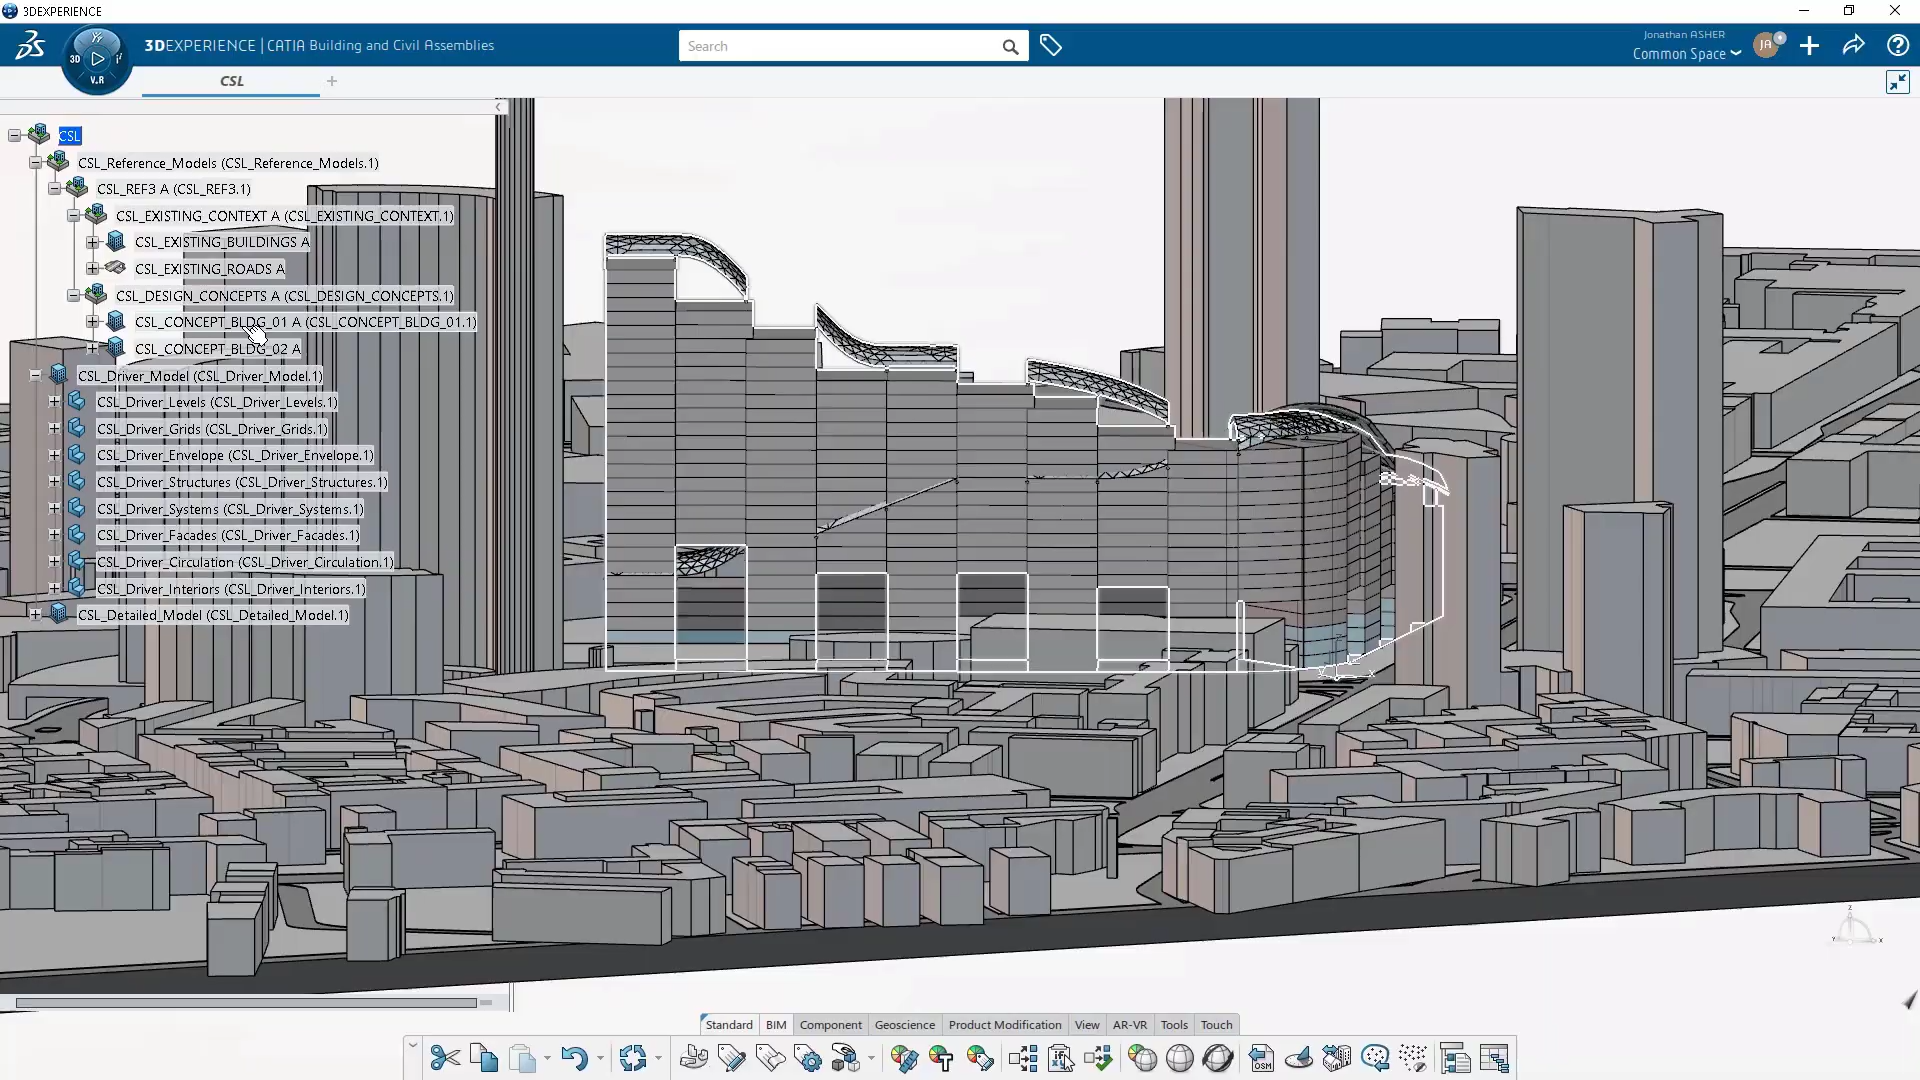 3DEXPERIENCE
3DEXPERIENCE | CATIA Building and Civil Assemblies
3D
V.R
Search
Jonathan ASHER
Common Space
JA
CSL
CSL
CSL_Reference_Models (CSL_Reference_Models.1)
CSL_REF3 A (CSL_REF3.1)
CSL_EXISTING_CONTEXT A (CSL_EXISTING_CONTEXT.1)
CSL_EXISTING_BUILDINGS A
CSL_EXISTING_ROADS A
CSL_DESIGN_CONCEPTS A (CSL_DESIGN_CONCEPTS.1)
CSL_CONCEPT_BLDG_01 A (CSL_CONCEPT_BLDG_01.1)
CSL_CONCEPT_BLDG_02 A
CSL_Driver_Model (CSL_Driver_Model.1)
CSL_Driver_Levels (CSL_Driver_Levels.1)
CSL_Driver_Grids (CSL_Driver_Grids.1)
CSL_Driver_Envelope (CSL_Driver_Envelope.1)
CSL_Driver_Structures (CSL_Driver_Structures.1)
CSL_Driver_Systems (CSL_Driver_Systems.1)
CSL_Driver_Facades (CSL_Driver_Facades.1)
CSL_Driver_Circulation (CSL_Driver_Circulation.1)
CSL_Driver_Interiors (CSL_Driver_Interiors.1)
CSL_Detailed_Model (CSL_Detailed_Model.1)
Standard BIM Component Geoscience Product Modification View AR-VR Tools Touch
OSM